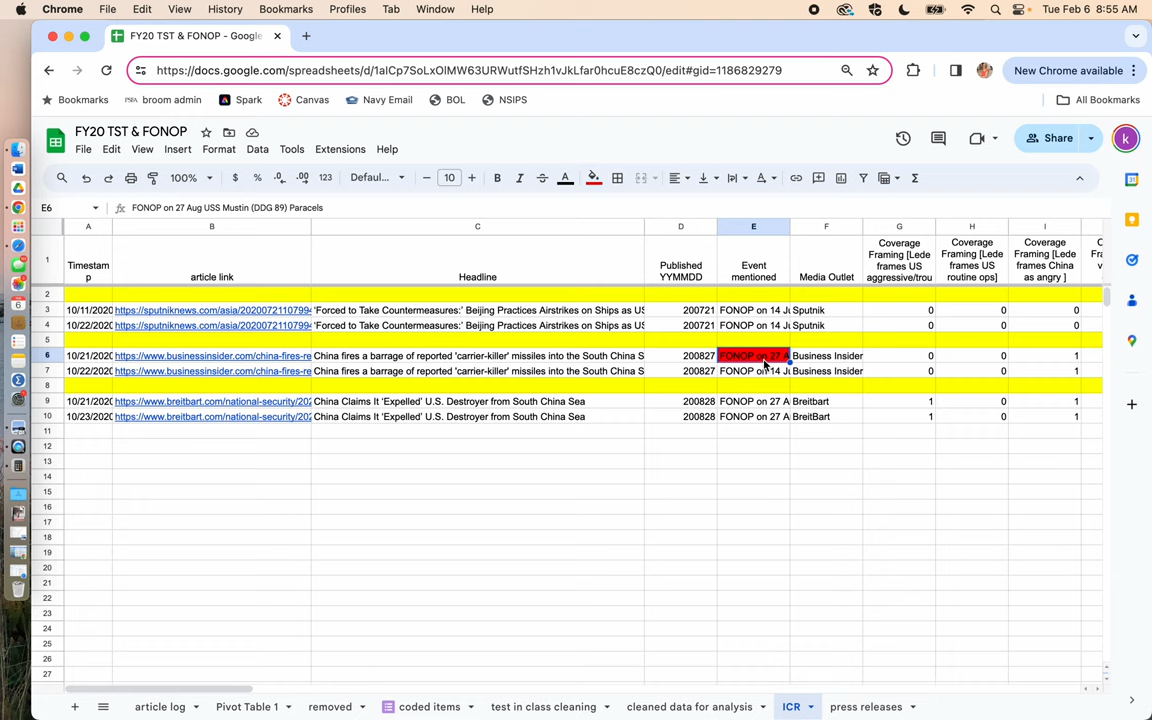 Chrome File Edit View History Bookmarks Profiles Tab Window Help Tue Feb 6 8:55 AM
FY20 TST & FONOP - Google
https://docs.google.com/spreadsheets/d/1alCp7SoLxOlMW63URWutfSHzh1vJkLfar0hcuE8czQ0/edit#gid=1186829279 New Chrome available
Bookmarks PSEA broom admin Spark Canvas Navy Email BOL NSIPS All Bookmarks
FY20 TST & FONOP
File Edit View Insert Format Data Tools Extensions Help Share k
100% $ % .0 .00 123 Defaul... 10 B I A
E6 FONOP on 27 Aug USS Mustin (DDG 89) Paracels
A B C D E F G H I
1 Timestamp article link Headline Published YYMMDD Event mentioned Media Outlet Coverage Framing [Lede frames US aggressive/trou Coverage Framing [Lede frames US routine ops] Coverage Framing [Lede frames China as angry ]
2
3 10/11/2020 https://sputniknews.com/asia/2020072110799 'Forced to Take Countermeasures:' Beijing Practices Airstrikes on Ships as US 200721 FONOP on 14 Ju Sputnik 0 0 0
4 10/22/2020 https://sputniknews.com/asia/2020072110799 'Forced to Take Countermeasures:' Beijing Practices Airstrikes on Ships as US 200721 FONOP on 14 Ju Sputnik 0 0 0
5
6 10/21/2020 https://www.businessinsider.com/china-fires-re China fires a barrage of reported 'carrier-killer' missiles into the South China S 200827 FONOP on 27 A Business Insider 0 0 1
7 10/22/2020 https://www.businessinsider.com/china-fires-re China fires a barrage of reported 'carrier-killer' missiles into the South China S 200827 FONOP on 14 Ju Business Insider 0 0 1
8
9 10/21/2020 https://www.breitbart.com/national-security/202 China Claims It 'Expelled' U.S. Destroyer from South China Sea 200828 FONOP on 27 A Breitbart 1 0 1
10 10/23/2020 https://www.breitbart.com/national-security/202 China Claims It 'Expelled' U.S. Destroyer from South China Sea 200828 FONOP on 27 A BreitBart 1 0 1
11
12
13
14
15
16
17
18
19
20
21
22
23
24
25
26
27
article log Pivot Table 1 removed coded items test in class cleaning cleaned data for analysis ICR press releases